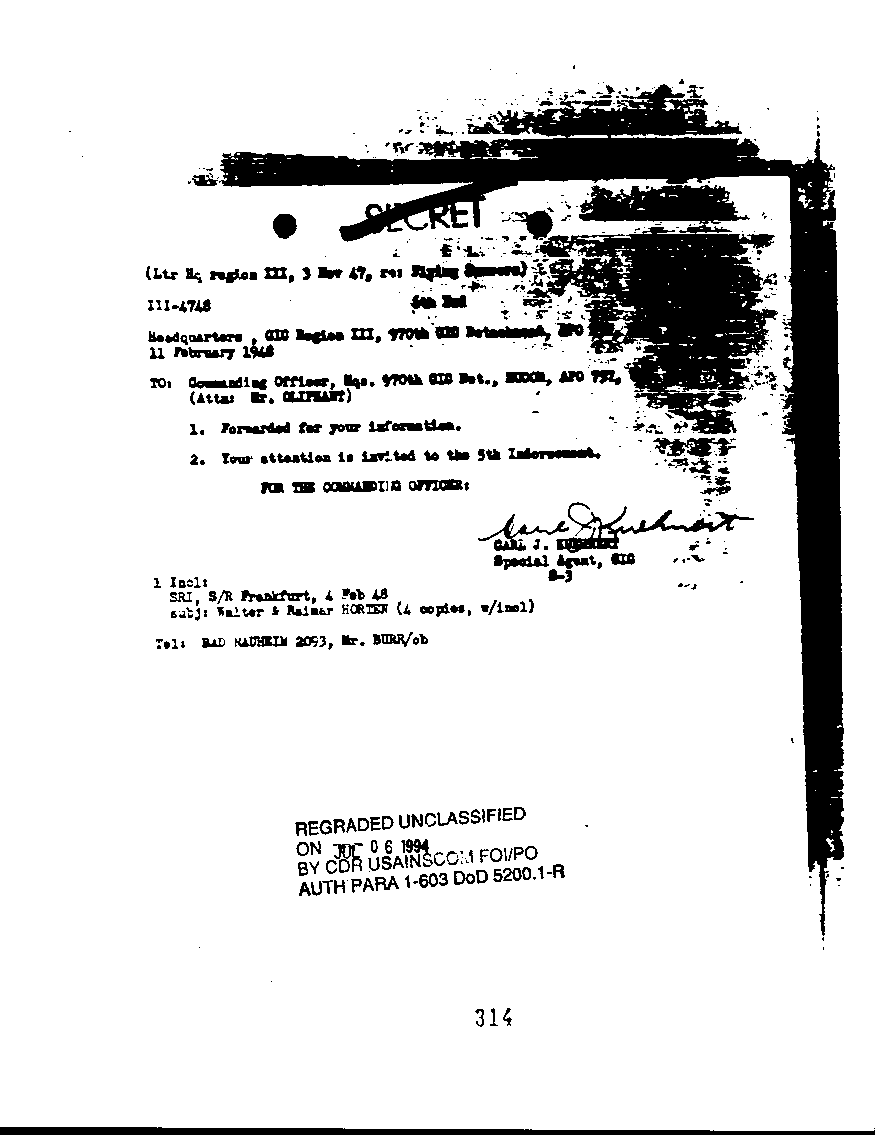 SECRET
(Ltr Hq region III, 3 Nov 47, re: Flying Saucers)
III-4748 6th Ind
Headquarters , CIC Region III, 970th CIC Detachment, APO
11 February 1948
TO: Commanding Officer, Hqs. 970th CIC Det., EUCOM, APO 757,
(Attn: Mr. OLIPHANT)
1. Forwarded for your information.
2. Your attention is invited to the 5th Indorsement.
FOR THE COMMANDING OFFICER:
Carl J Kuehnert
CARL J. KUEHNERT
Special Agent, CIC
S-3
1 Incl:
SRI, S/R Frankfurt, 4 Feb 48
subj: Walter & Reimar HORTEN (4 copies, w/incl)
Tel: BAD NAUHEIM 2093, Mr. BURR/ob
REGRADED UNCLASSIFIED
ON 06 1994
BY CDR USAINSCOM FOI/PO
AUTH PARA 1-603 DoD 5200.1-R
314